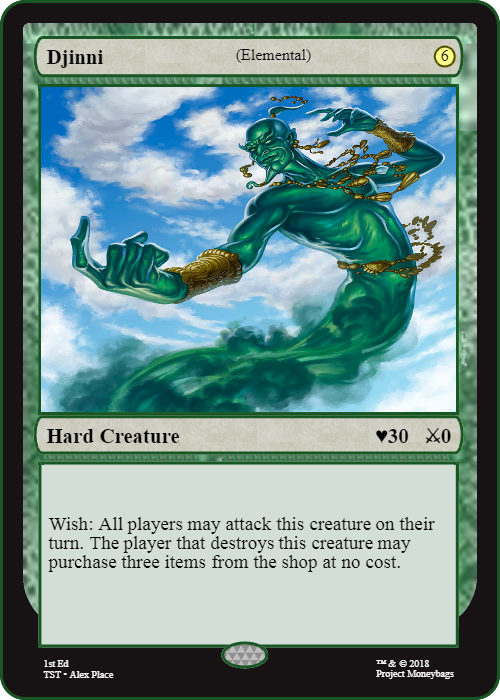 Djinni (Elemental) 6
Hard Creature ♥30 ⚔0
Wish: All players may attack this creature on their
turn. The player that destroys this creature may
purchase three items from the shop at no cost.
1st Ed ™ & © 2018
TST • Alex Place Project Moneybags